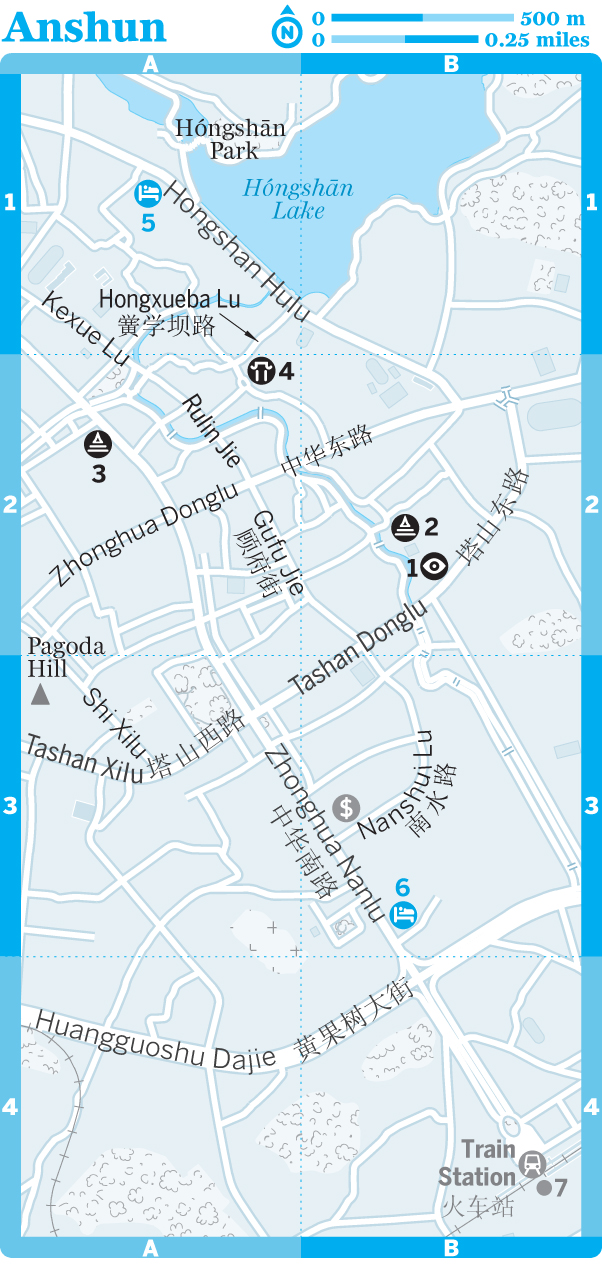 Anshun
N
0 500 m
0 0.25 miles
A
B
Hóngshān
Park
Hóngshān
Lake
1
1
5
Hongshan Hulu
Hongxueba Lu
黉学坝路
Kexue Lu
4
Rulin Jie
3
中华东路
2
2
Zhonghua Donglu
Gufu Jie
顾府街
2
塔山东路
1
Tashan Donglu
Pagoda
Hill
Shi Xilu
Tashan Xilu
塔山西路
3
3
Zhonghua Nanlu
中华南路
$
Nanshui Lu
南水路
6
Huangguoshu Dajie
黄果树大街
4
4
Train
Station
火车站
7
A
B